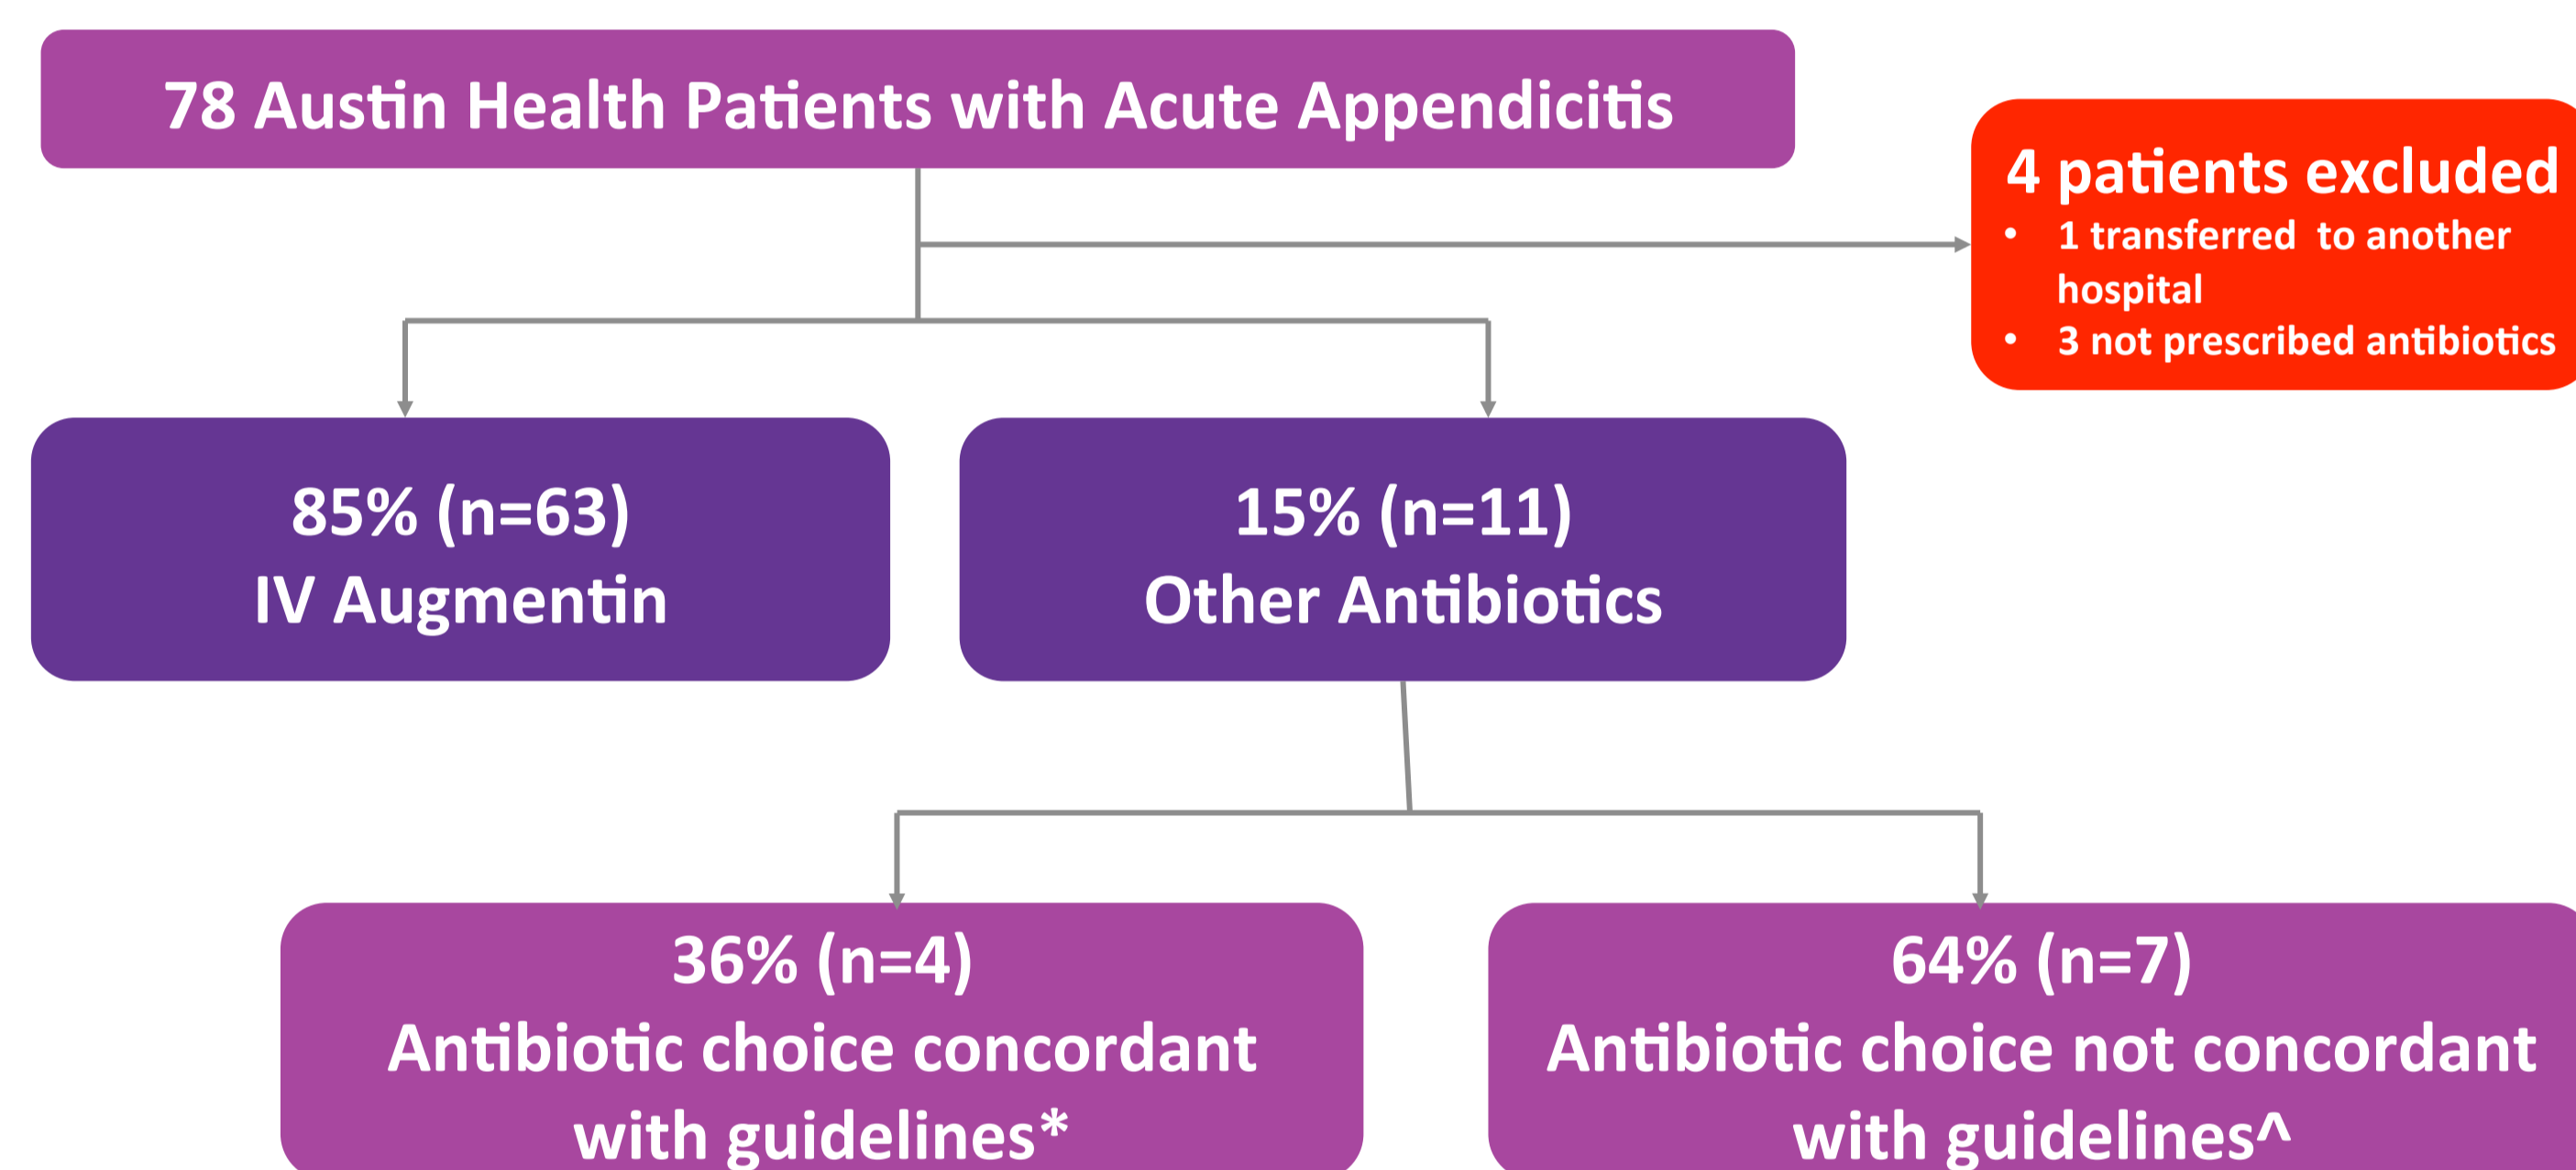 78 Austin Health Patients with Acute Appendicitis
4 patients excluded
• 1 transferred  to another
hospital
• 3 not prescribed antibiotics
85% (n=63)
IV Augmentin
15% (n=11)
Other Antibiotics
36% (n=4)
Antibiotic choice concordant
with guidelines*
64% (n=7)
Antibiotic choice not concordant
with guidelines^